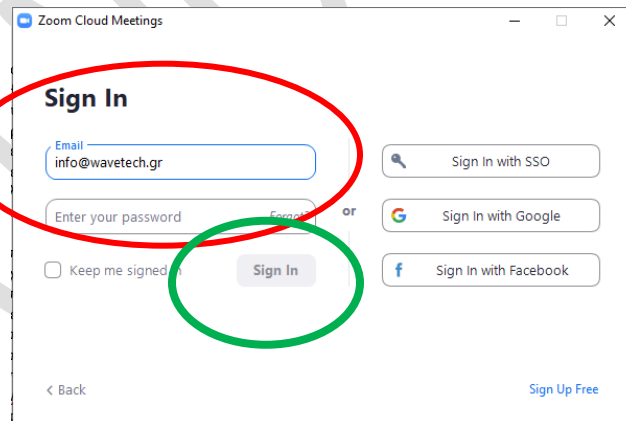 Zoom Cloud Meetings
Sign In
Email
info@wavetech.gr
Enter your password Forgot?
Keep me signed in
Sign In
or
Sign In with SSO
Sign In with Google
Sign In with Facebook
< Back
Sign Up Free